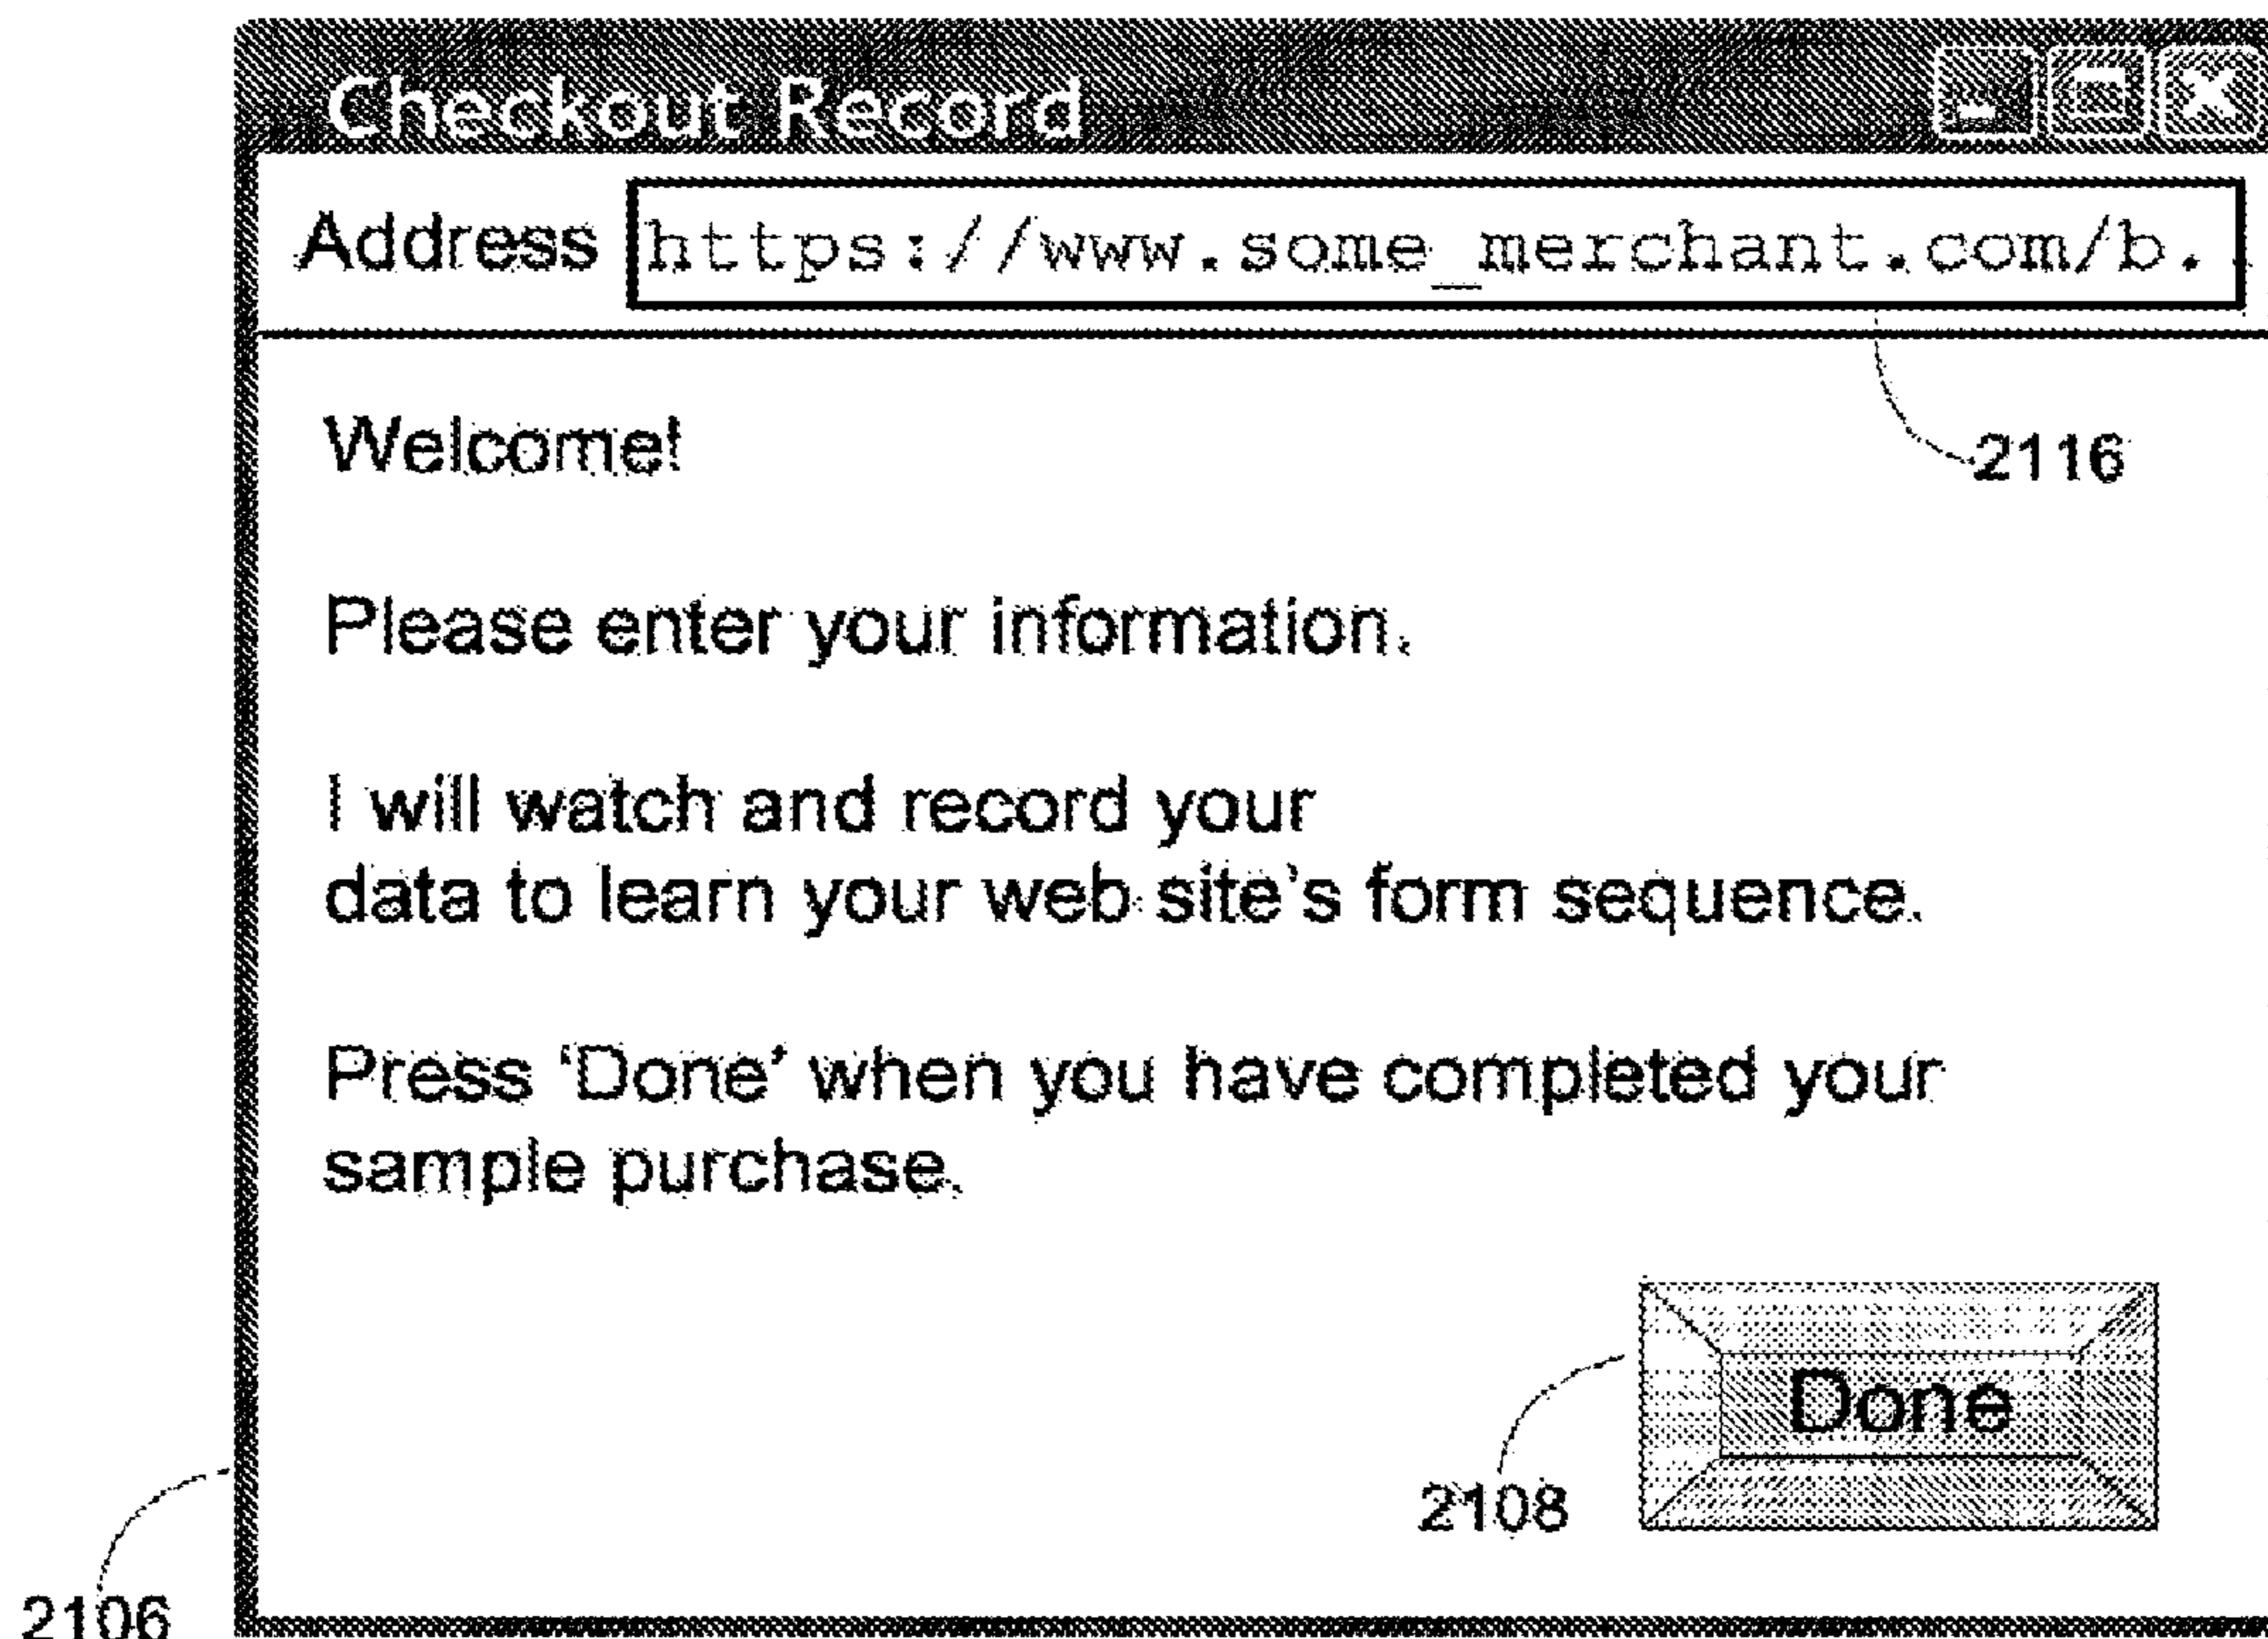 Checkout Record
Address https://www.some_merchant.com/b..
Welcome!
2116
Please enter your information.
I will watch and record your
data to learn your web site's form sequence.
Press 'Done' when you have completed your
sample purchase.
Done
2108
2106